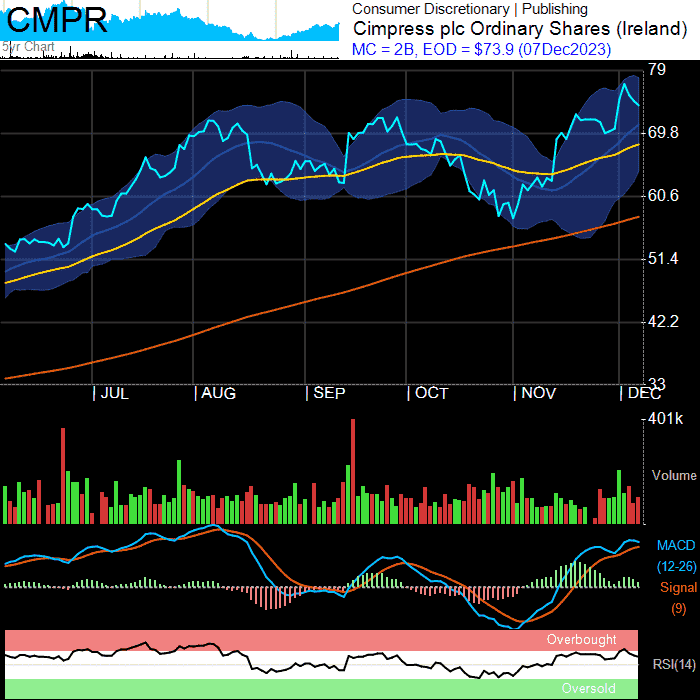 CMPR
5yr Chart
Consumer Discretionary | Publishing
Cimpress plc Ordinary Shares (Ireland)
MC = 2B, EOD = $73.9 (07Dec2023)
79
69.8
60.6
51.4
42.2
33
| JUL | AUG | SEP | OCT | NOV | DEC
401k
Volume
MACD
(12-26)
Signal
(9)
Overbought
RSI(14)
Oversold